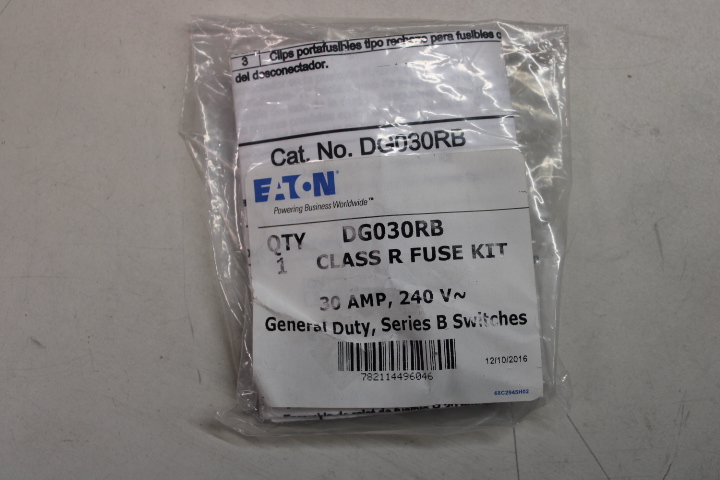 3 Clips portafusibles tipo rechazo para fusibles
del desconectador.
Cat. No. DG030RB
EATON
Powering Business Worldwide™
QTY DG030RB
1 CLASS R FUSE KIT
30 AMP, 240 V~
General Duty, Series B Switches
12/10/2016
782114496046